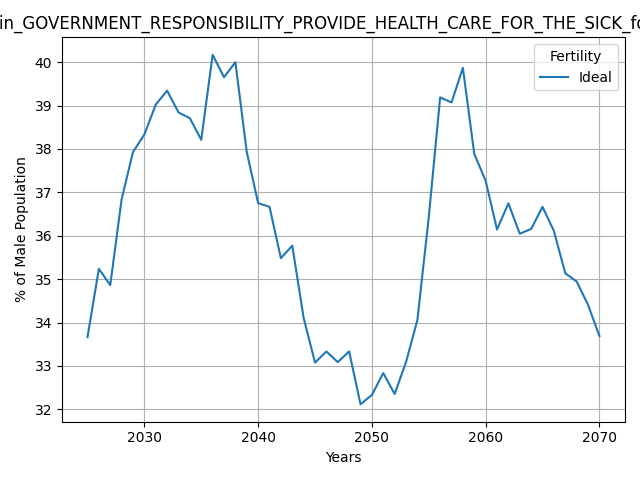 in_GOVERNMENT_RESPONSIBILITY_PROVIDE_HEALTH_CARE_FOR_THE_SICK_fo
Fertility
Ideal
% of Male Population
40
39
38
37
36
35
34
33
32
2030 2040 2050 2060 2070
Years